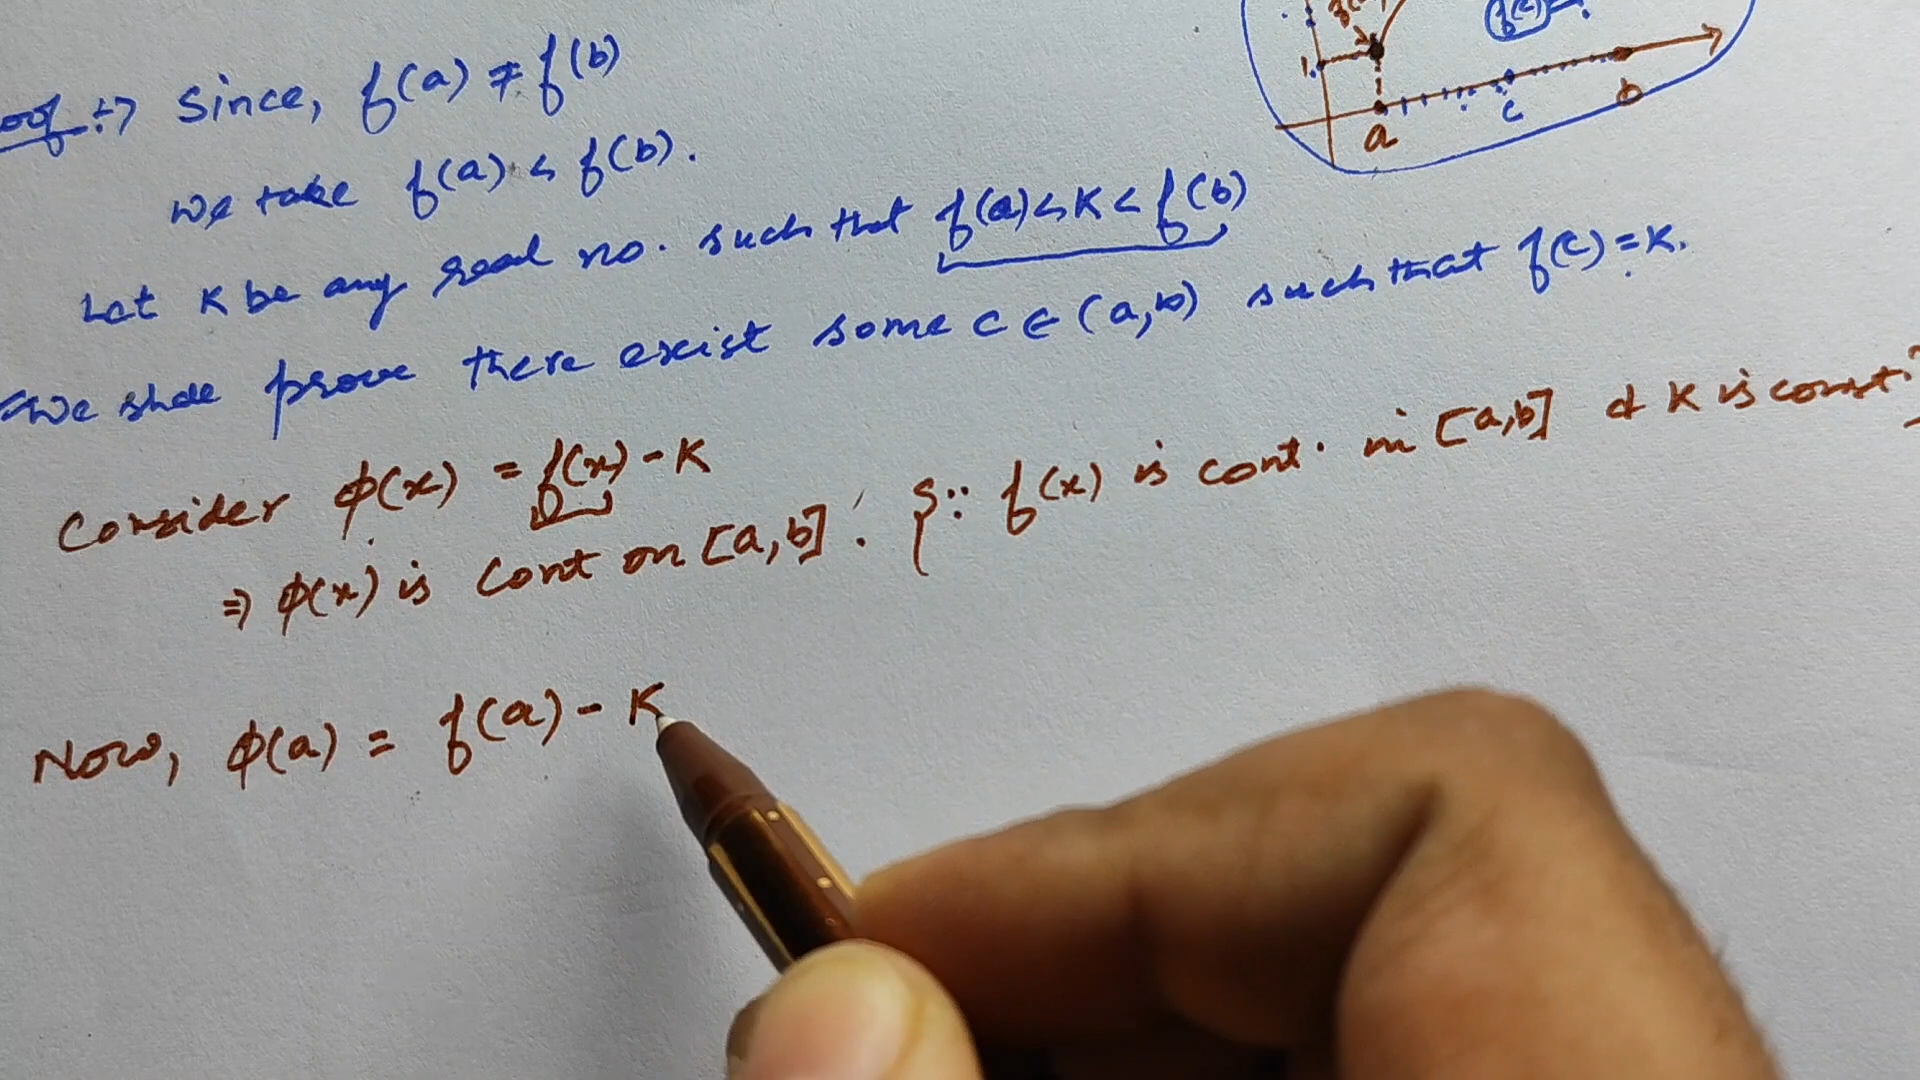 oof :→ Since, f(a) ≠ f(b)
We take f(a) < f(b).
Let K be any real no. such that f(a) < K < f(b)
We shall prove there exist some c ∈ (a,b) such that f(c) = K.
Consider φ(x) = f(x) - K
⇒ φ(x) is cont on [a,b]. {∵ f(x) is cont. in [a,b] & K is const.}
Now, φ(a) = f(a) - K
1
a
c
b